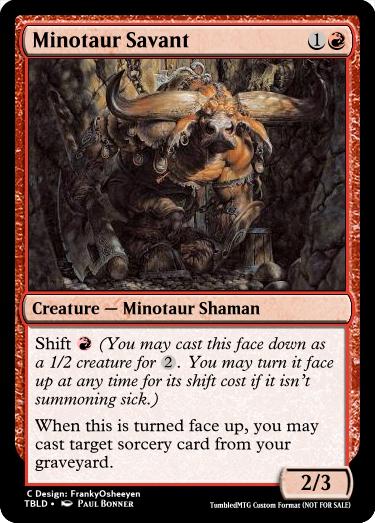 Minotaur Savant 1
Creature — Minotaur Shaman
Shift (You may cast this face down as
a 1/2 creature for 2. You may turn it face
up at any time for its shift cost if it isn't
summoning sick.)
When this is turned face up, you may
cast target sorcery card from your
graveyard.
2/3
C Design: FrankyOsheeyen
TBLD • Paul Bonner
TumbledMTG Custom Format (NOT FOR SALE)